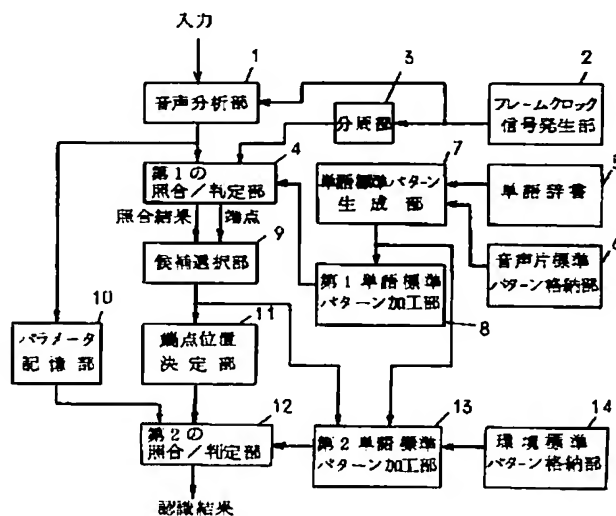 入力
1
音声分析部
3
分周部
2
フレームクロック
信号発生部
4
第1の
照合/判定部
7
単語標準パターン
生成部
5
単語辞書
照合結果
端点
9
候補選択部
6
音声片標準
パターン格納部
第1単語標準
パターン加工部
8
10
パラメータ
記憶部
11
端点位置
決定部
12
第2の
照合/判定部
13
第2単語標準
パターン加工部
14
環境標準
パターン格納部
認識結果